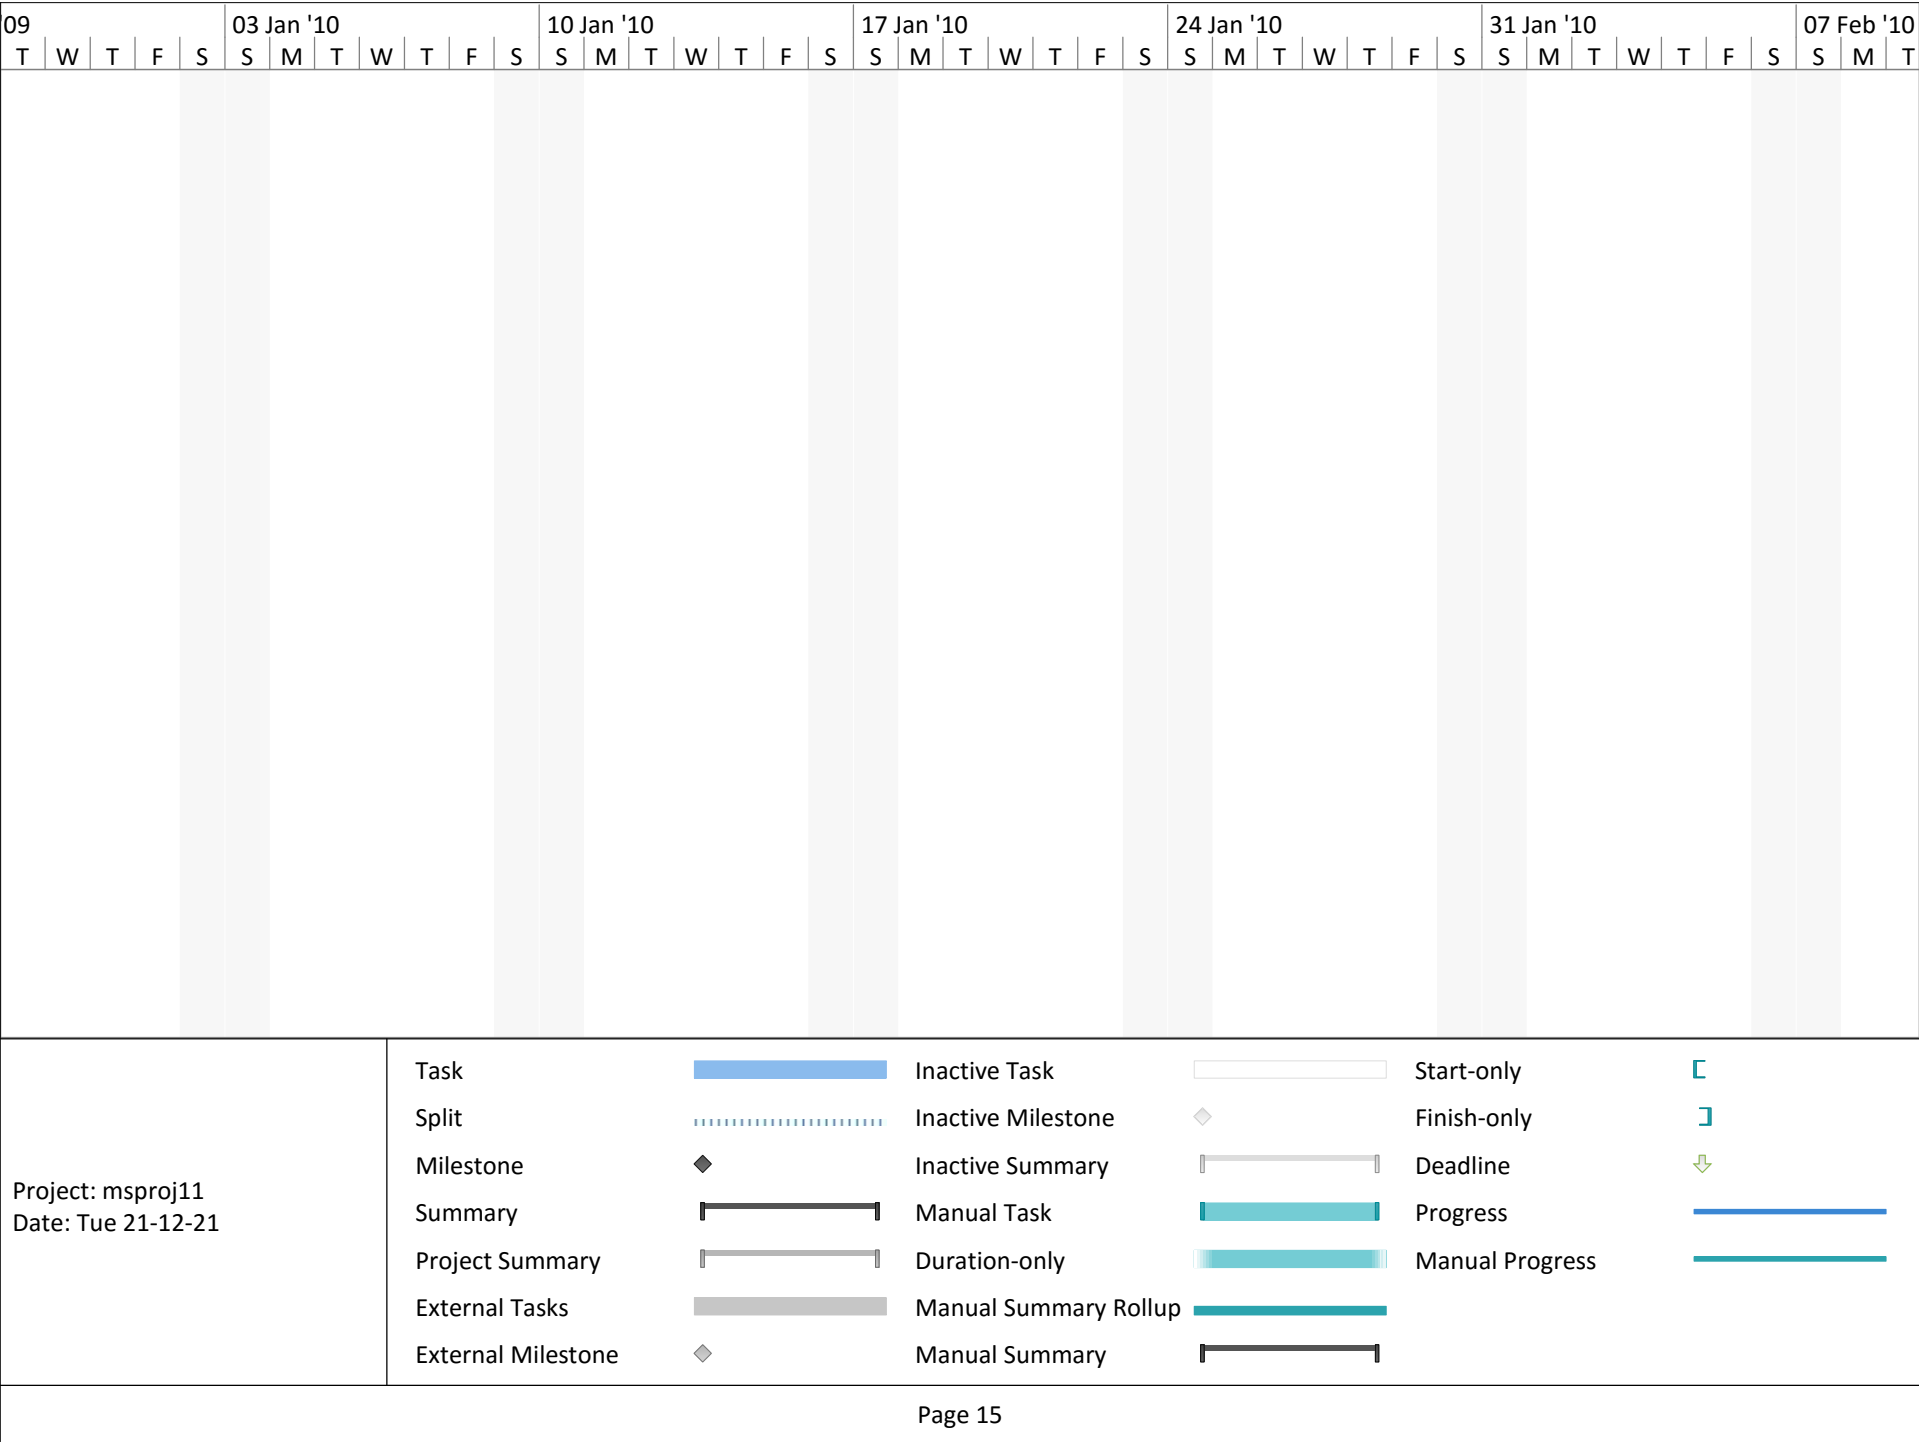 '09 03 Jan '10 10 Jan '10 17 Jan '10 24 Jan '10 31 Jan '10 07 Feb '10
T W T F S S M T W T F S S M T W T F S S M T W T F S S M T W T F S S M T W T F S S M T
Task Inactive Task Start-only
Split Inactive Milestone Finish-only
Milestone Inactive Summary Deadline
Project: msproj11
Date: Tue 21-12-21
Summary Manual Task Progress
Project Summary Duration-only Manual Progress
External Tasks Manual Summary Rollup
External Milestone Manual Summary
Page 15